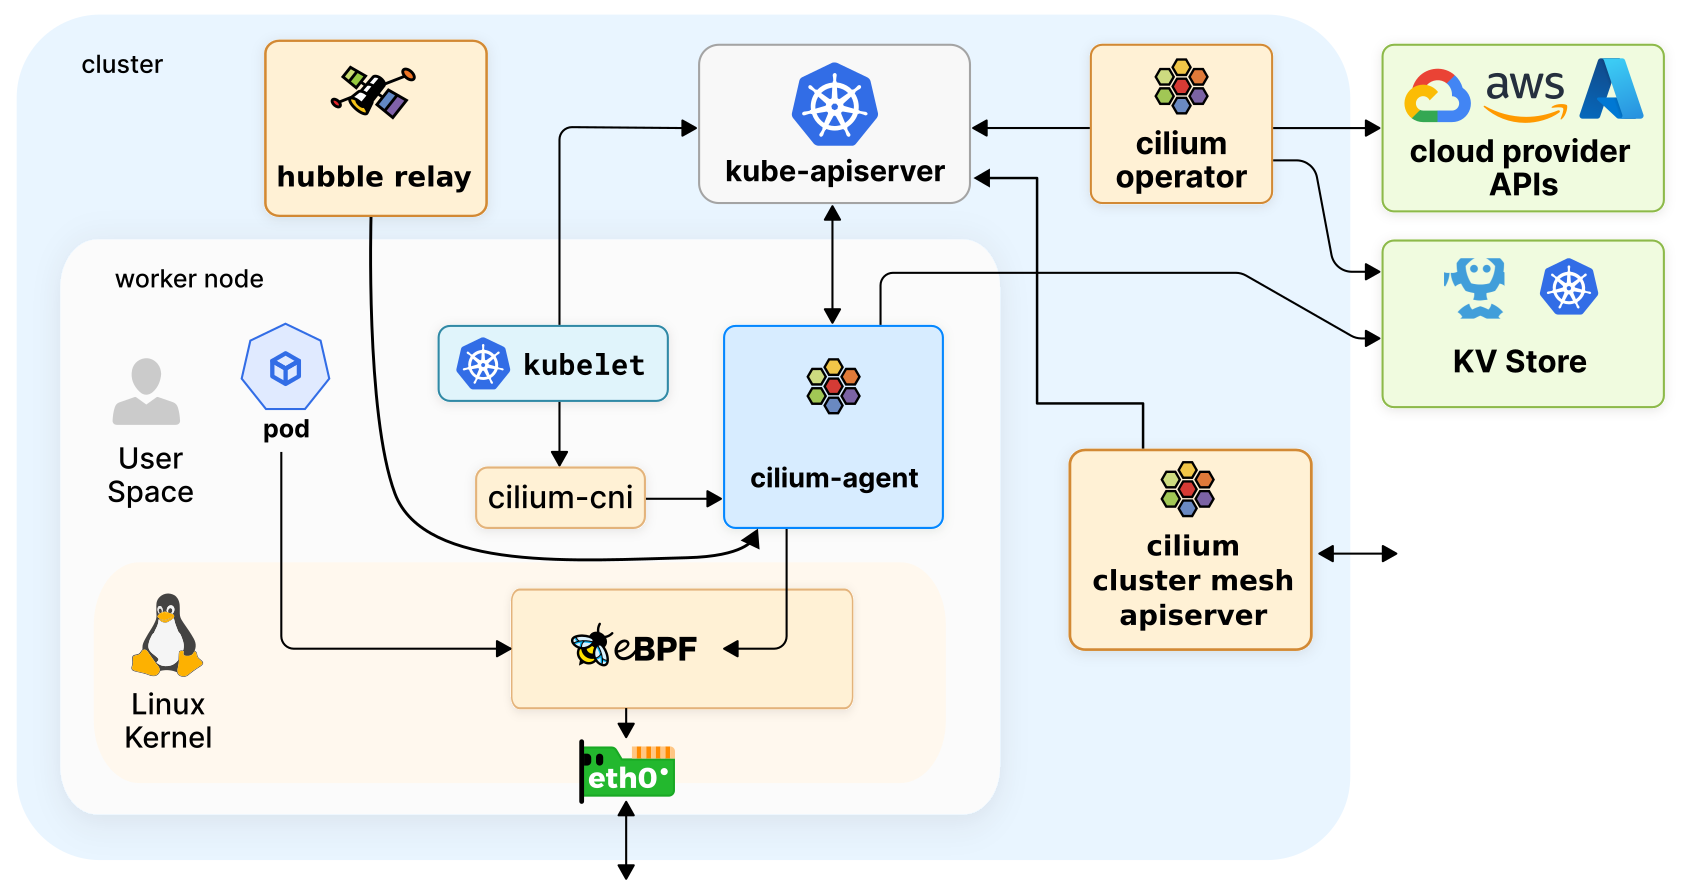 cluster
hubble relay
kube-apiserver
cilium
operator
aws
cloud provider
APIs
KV Store
worker node
pod
User
Space
kubelet
cilium-cni
cilium-agent
cilium
cluster mesh
apiserver
Linux
Kernel
eBPF
eth0